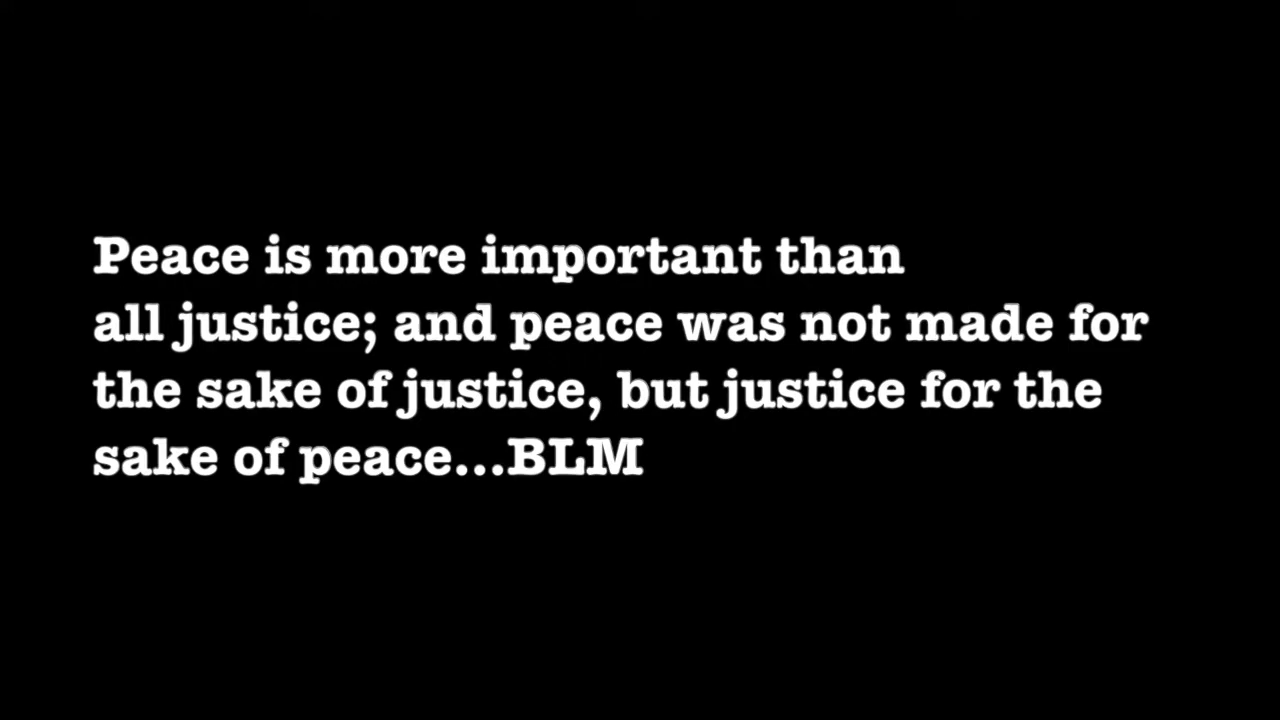 Peace is more important than
all justice; and peace was not made for
the sake of justice, but justice for the
sake of peace...BLM